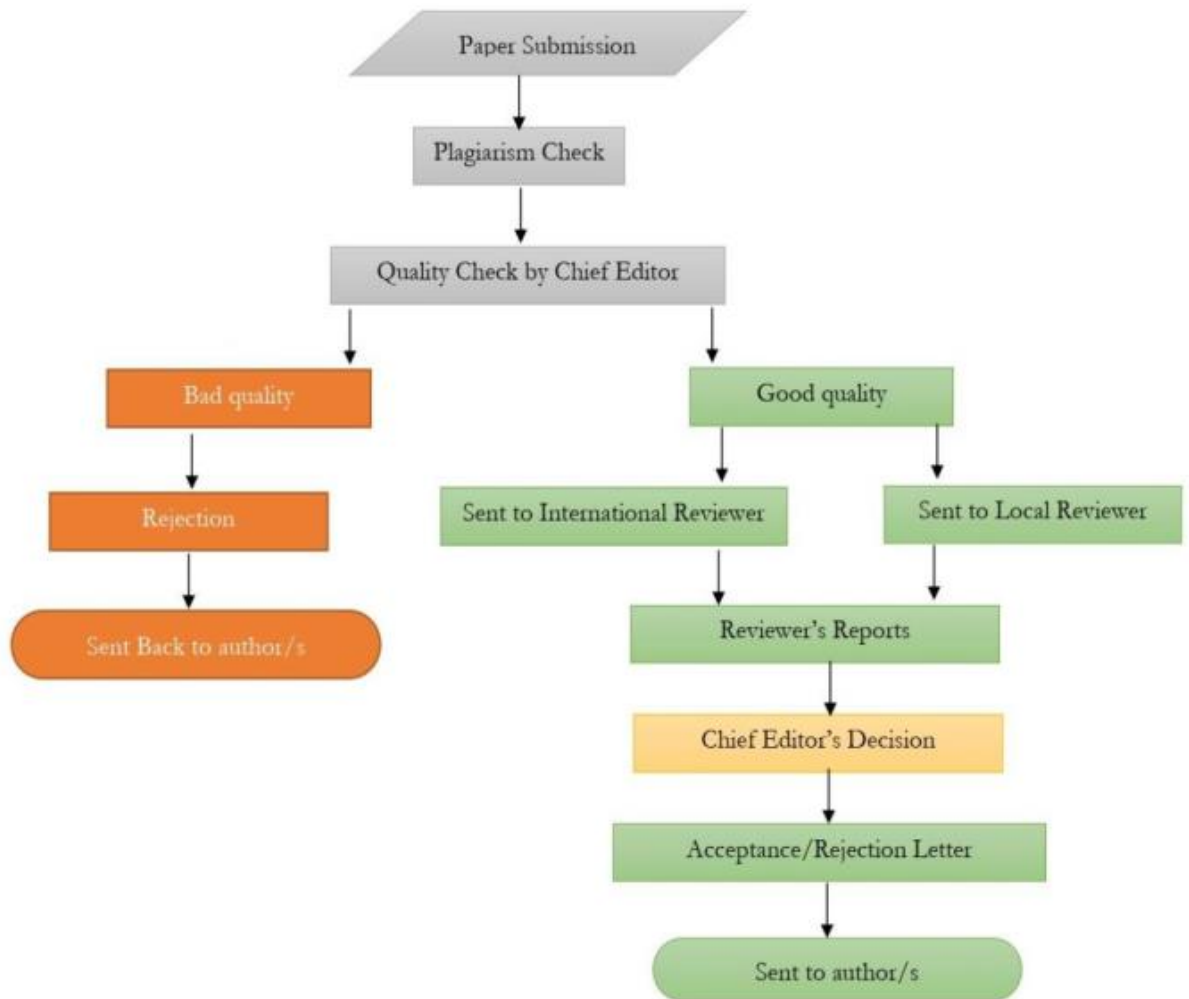 Paper Submission
Plagiarism Check
Quality Check by Chief Editor
Bad quality
Good quality
Rejection
Sent to International Reviewer
Sent to Local Reviewer
Sent Back to author/s
Reviewer's Reports
Chief Editor's Decision
Acceptance/Rejection Letter
Sent to author/s